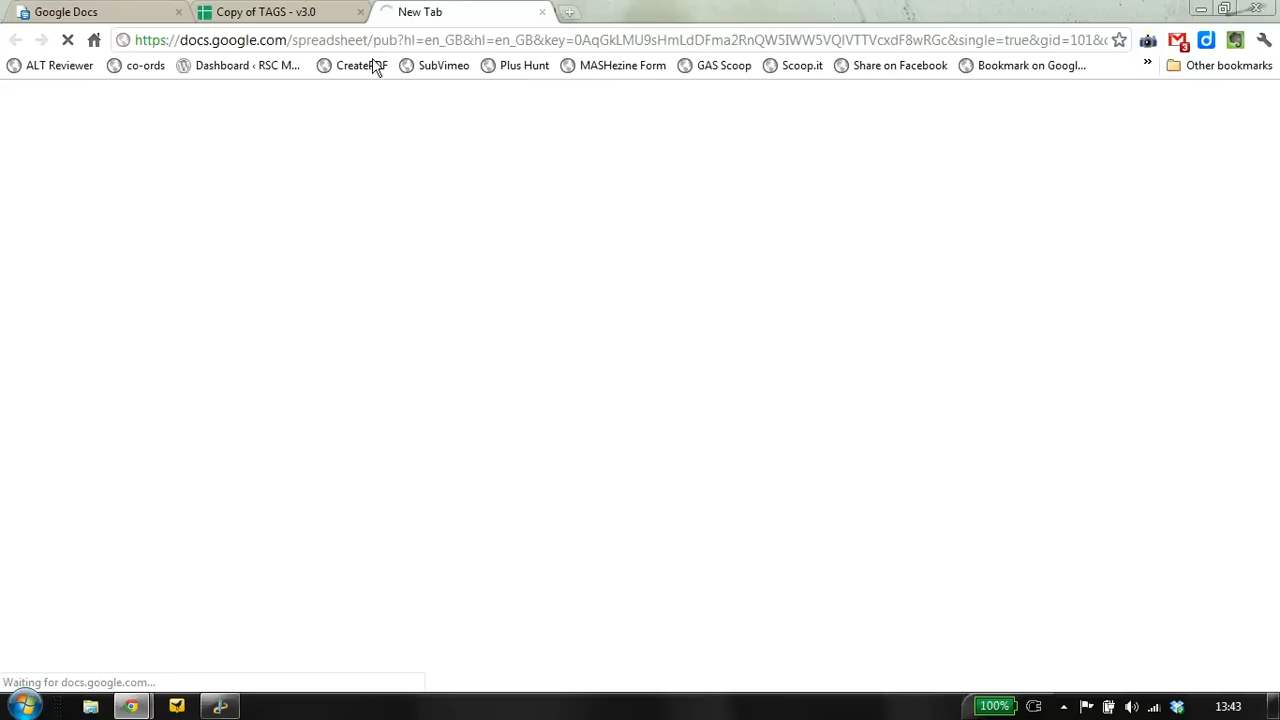 Google Docs
Copy of TAGS - v3.0
New Tab
https://docs.google.com/spreadsheet/pub?hl=en_GB&hl=en_GB&key=0AqGkLMU9sHmLdDFma2RnQW5IWW5VQlVTTVcxdF8wRGc&single=true&gid=101&
3
ALT Reviewer
co-ords
Dashboard ‹ RSC M...
SubVimeo
Plus Hunt
MASHezine Form
GAS Scoop
Scoop.it
Share on Facebook
Bookmark on Googl...
»
Other bookmarks
Waiting for docs.google.com...
100%
13:43